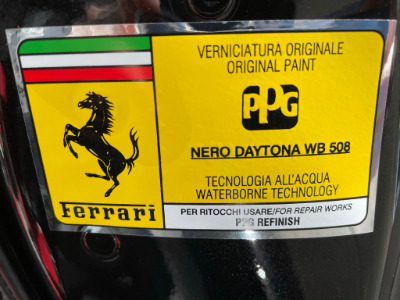 VERNICIATURA ORIGINALE
ORIGINAL PAINT
PPG
NERO DAYTONA WB 508
TECNOLOGIA ALL'ACQUA
WATERBORNE TECHNOLOGY
Ferrari
PER RITOCCHI USARE/FOR REPAIR WORKS
PPG REFINISH